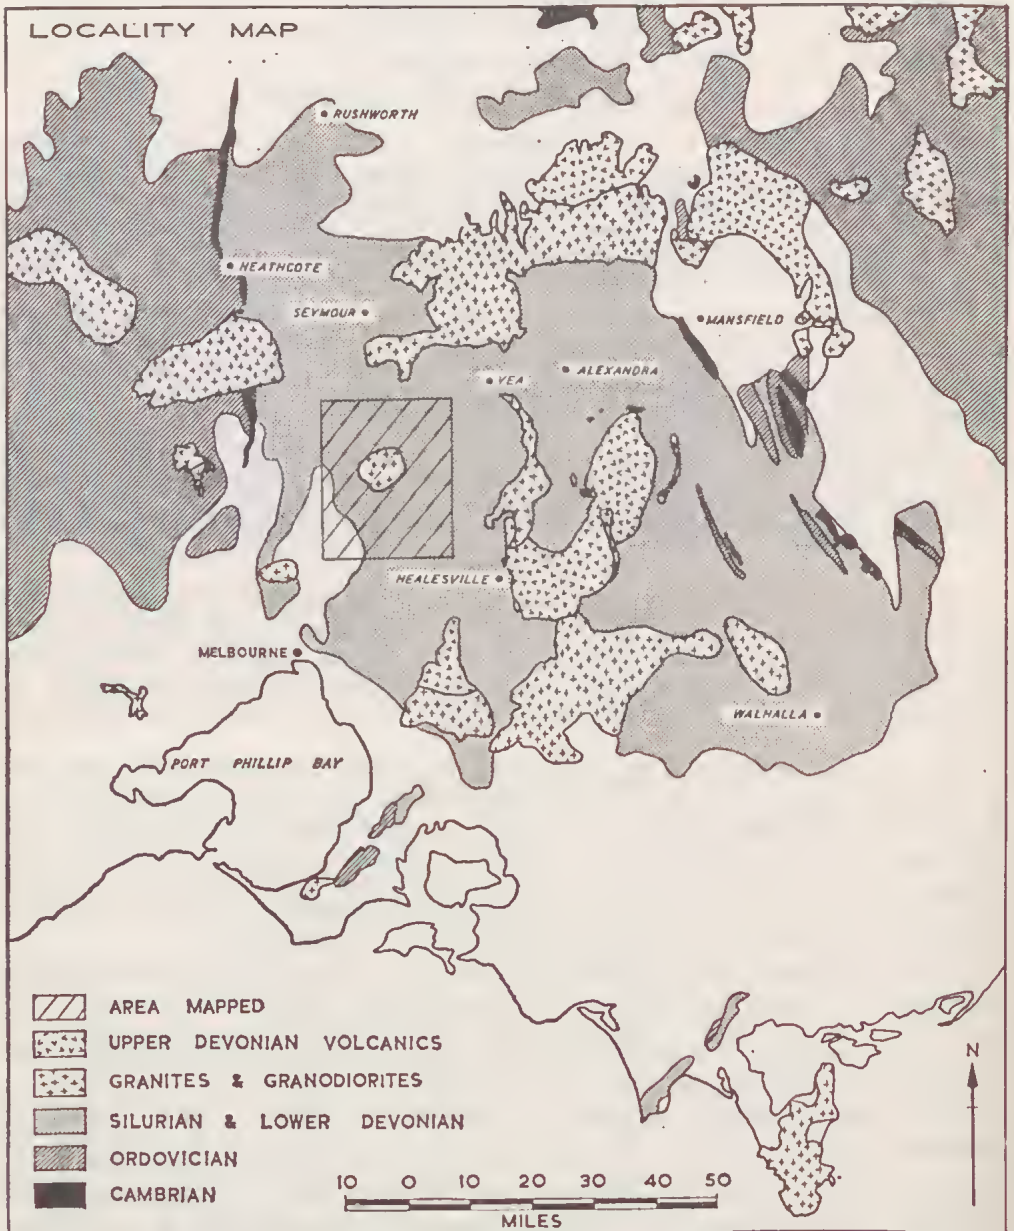 LOCALITY MAP
RUSHWORTH
HEATHCOTE
SEYMOUR
MANSFIELD
YEA
ALEXANDRA
HEALESVILLE
MELBOURNE
WALHALLA
PORT PHILLIP BAY
AREA MAPPED
UPPER DEVONIAN VOLCANICS
GRANITES & GRANODIORITES
SILURIAN & LOWER DEVONIAN
ORDOVICIAN
CAMBRIAN
N
10 0 10 20 30 40 50
MILES